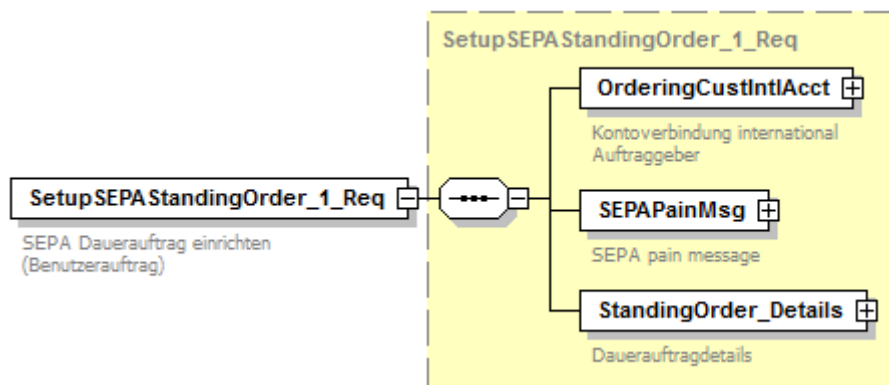 SetupSEPAStandingOrder_1_Req
OrderingCustIntlAcct
Kontoverbindung international
Auftraggeber
SetupSEPAStandingOrder_1_Req
SEPA Dauerauftrag einrichten
(Benutzerauftrag)
SEPAPainMsg
SEPA pain message
StandingOrder_Details
Dauerauftragdetails